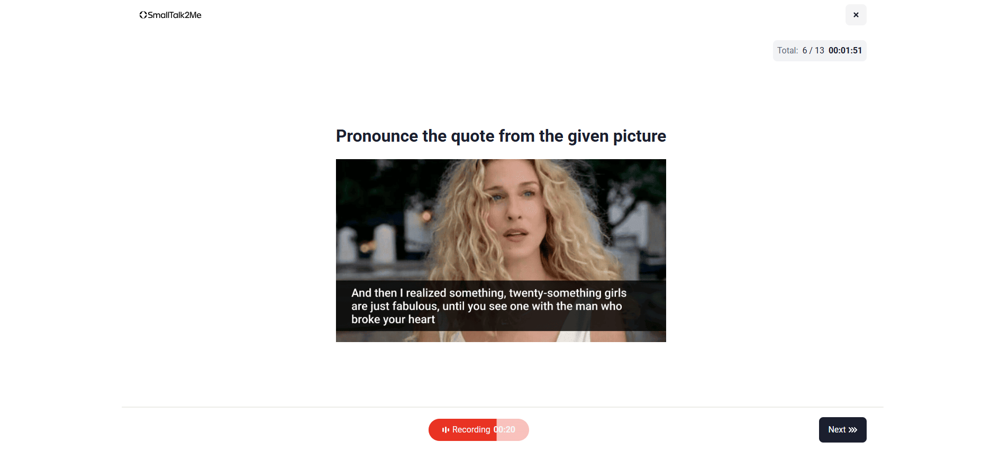 SmallTalk2Me
Total: 6 / 13 00:01:51
Pronounce the quote from the given picture
And then I realized something, twenty-something girls
are just fabulous, until you see one with the man who
broke your heart
Recording 00:20
Next